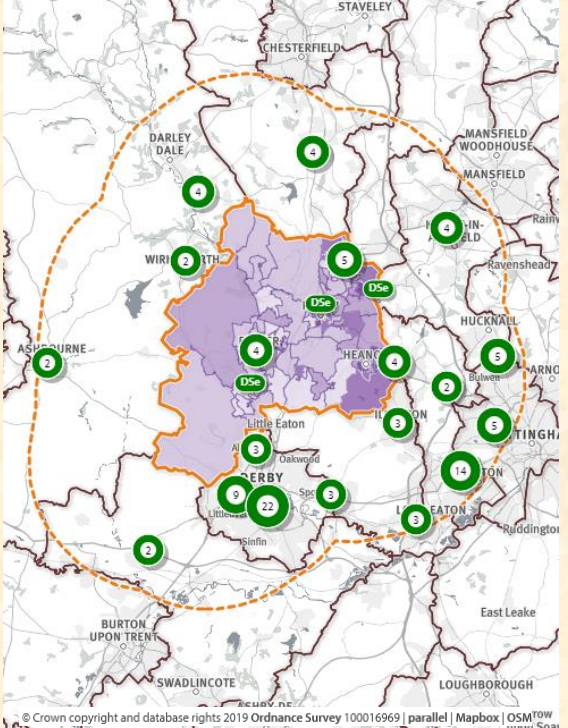 STAVELEY
CHESTERFIELD
DARLEY
DALE
MANSFIELD
WOODHOUSE
MANSFIELD
4
4
4
2
5
Ravenshead
DSe
DSe
HUCKNALL
ASHBOURNE
2
4
HEANOR
4
5
Bulwell
2
DSe
3
Little Eaton
5
3
Oakwood
14
DERBY
9
22
3
3
Sinfin
Ruddington
2
East Leake
BURTON
UPON TRENT
SWADLINCOTE
LOUGHBOROUGH
© Crown copyright and database rights 2019 Ordnance Survey 100016969 | parallel | Mapbox | OSM